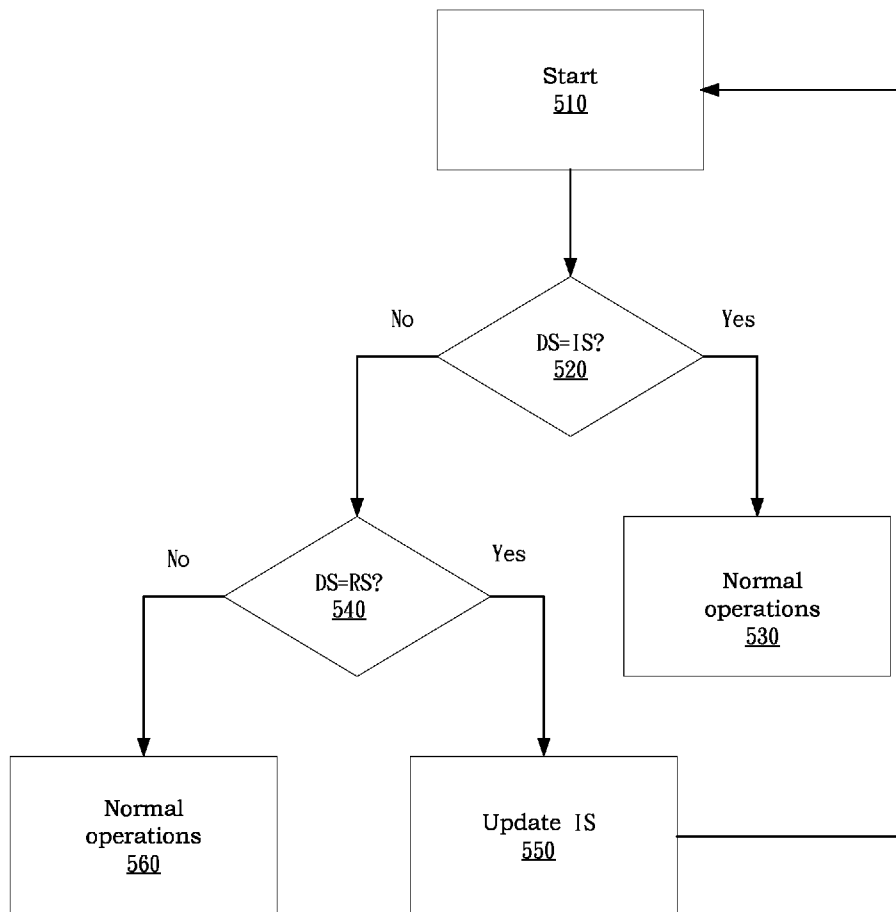 Start
510
No
Yes
DS=IS?
520
No
Yes
DS=RS?
540
Normal
operations
530
Normal
operations
560
Update IS
550